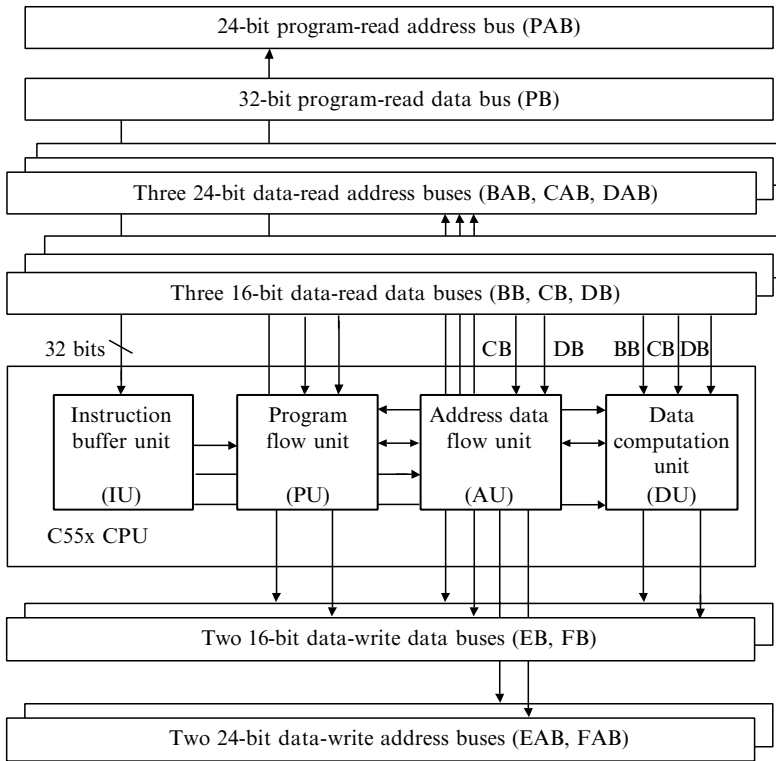 24-bit program-read address bus (PAB)
32-bit program-read data bus (PB)
Three 24-bit data-read address buses (BAB, CAB, DAB)
Three 16-bit data-read data buses (BB, CB, DB)
32 bits
CB
DB
BB
CB
DB
Instruction
buffer unit
(IU)
Program
flow unit
(PU)
Address data
flow unit
(AU)
Data
computation
unit
(DU)
C55x CPU
Two 16-bit data-write data buses (EB, FB)
Two 24-bit data-write address buses (EAB, FAB)